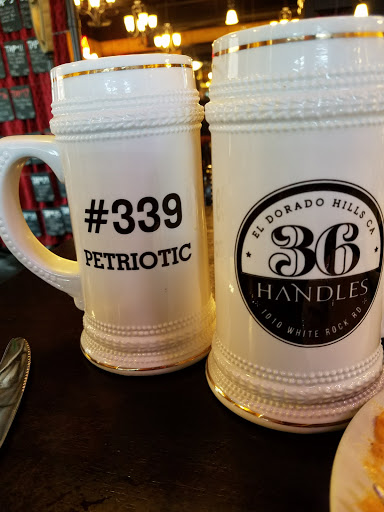 #339
PETRIOTIC
EL DORADO HILLS CA
36
HANDLES
1010 WHITE ROCK RD